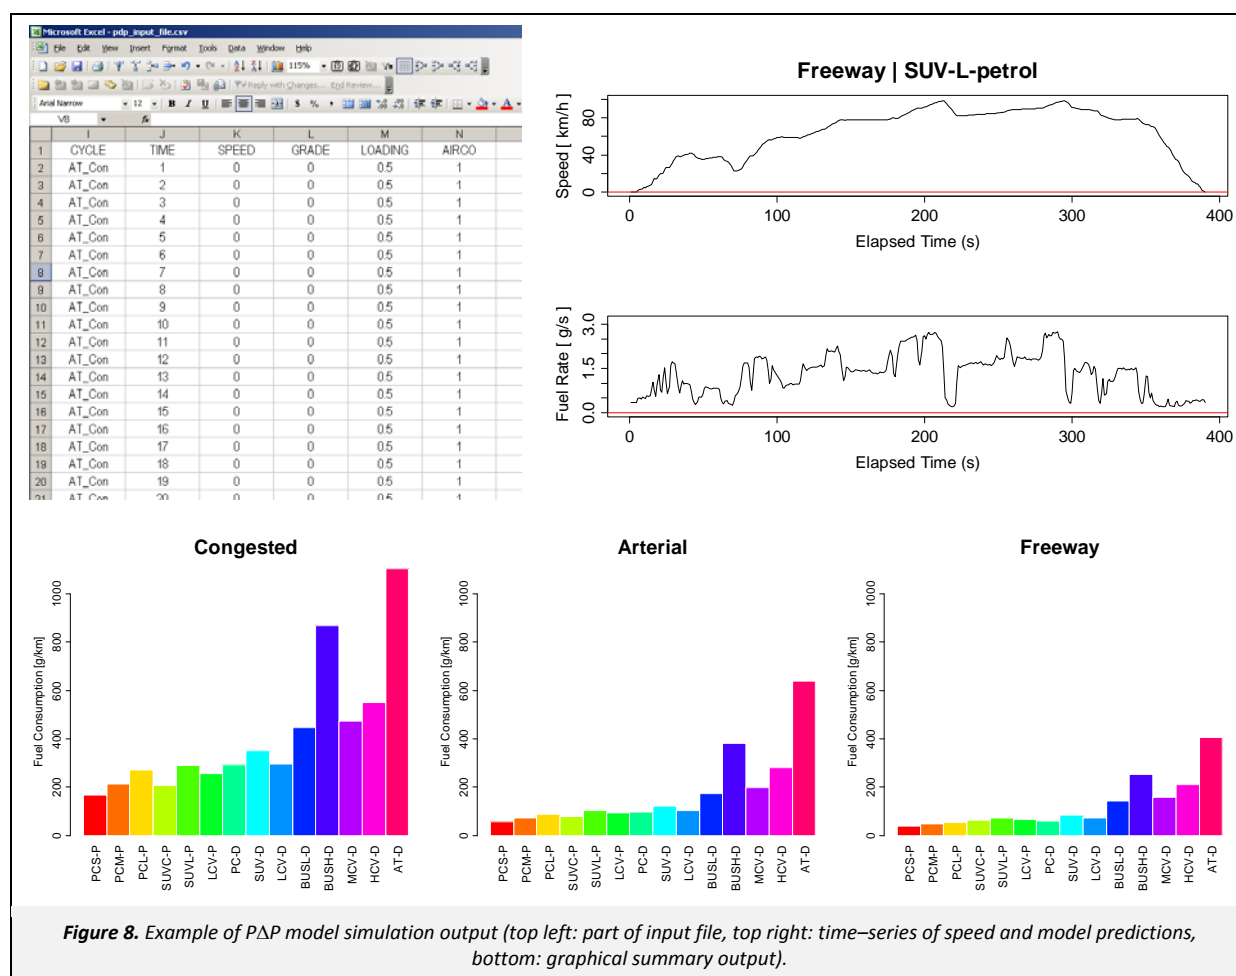 Microsoft Excel - pdp_input_file.csv
File Edit View Insert Format Tools Data Window Help
115%
Reply with Changes... End Review...
Arial Narrow 12 B I U $ % ,
V8 fx
I J K L M N
1 CYCLE TIME SPEED GRADE LOADING AIRCO
2 AT_Con 1 0 0 0.5 1
3 AT_Con 2 0 0 0.5 1
4 AT_Con 3 0 0 0.5 1
5 AT_Con 4 0 0 0.5 1
6 AT_Con 5 0 0 0.5 1
7 AT_Con 6 0 0 0.5 1
8 AT_Con 7 0 0 0.5 1
9 AT_Con 8 0 0 0.5 1
10 AT_Con 9 0 0 0.5 1
11 AT_Con 10 0 0 0.5 1
12 AT_Con 11 0 0 0.5 1
13 AT_Con 12 0 0 0.5 1
14 AT_Con 13 0 0 0.5 1
15 AT_Con 14 0 0 0.5 1
16 AT_Con 15 0 0 0.5 1
17 AT_Con 16 0 0 0.5 1
18 AT_Con 17 0 0 0.5 1
19 AT_Con 18 0 0 0.5 1
20 AT_Con 19 0 0 0.5 1
21 AT_Con 20 0 0 0.5 1
Freeway | SUV-L-petrol
Speed [ km/h ]
0 40 80
0 100 200 300 400
Elapsed Time (s)
Fuel Rate [ g/s ]
0.0 1.5 3.0
0 100 200 300 400
Elapsed Time (s)
Congested
Fuel Consumption [g/km]
0 200 400 600 800 1000
PCS-P PCM-P PCL-P SUVC-P SUVL-P LCV-P PC-D SUV-D LCV-D BUSL-D BUSH-D MCV-D HCV-D AT-D
Arterial
Fuel Consumption [g/km]
0 200 400 600 800 1000
PCS-P PCM-P PCL-P SUVC-P SUVL-P LCV-P PC-D SUV-D LCV-D BUSL-D BUSH-D MCV-D HCV-D AT-D
Freeway
Fuel Consumption [g/km]
0 200 400 600 800 1000
PCS-P PCM-P PCL-P SUVC-P SUVL-P LCV-P PC-D SUV-D LCV-D BUSL-D BUSH-D MCV-D HCV-D AT-D
Figure 8. Example of PΔP model simulation output (top left: part of input file, top right: time–series of speed and model predictions,
bottom: graphical summary output).